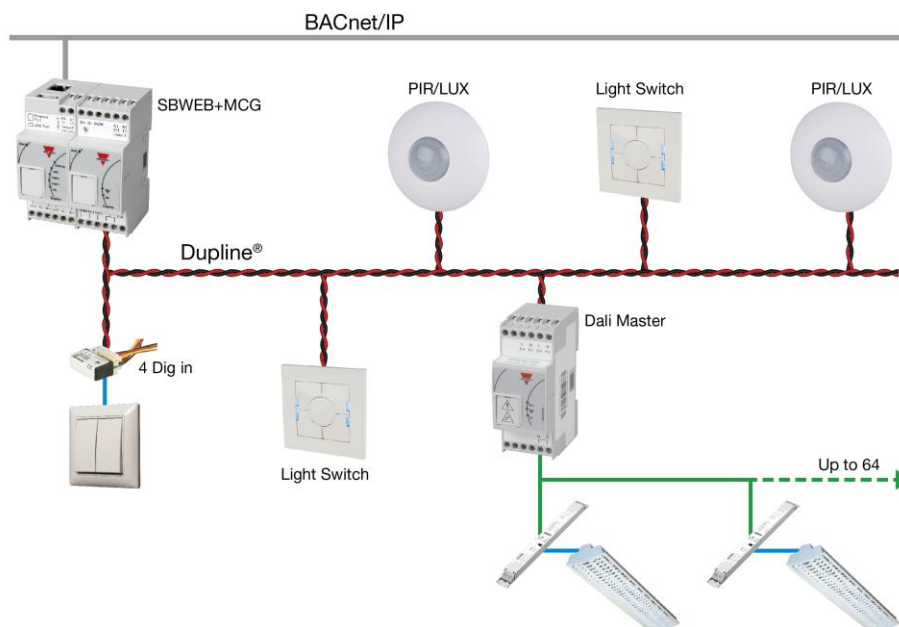 BACnet/IP
SBWEB+MCG
PIR/LUX
Light Switch
PIR/LUX
Dupline®
Dali Master
4 Dig in
Light Switch
Up to 64